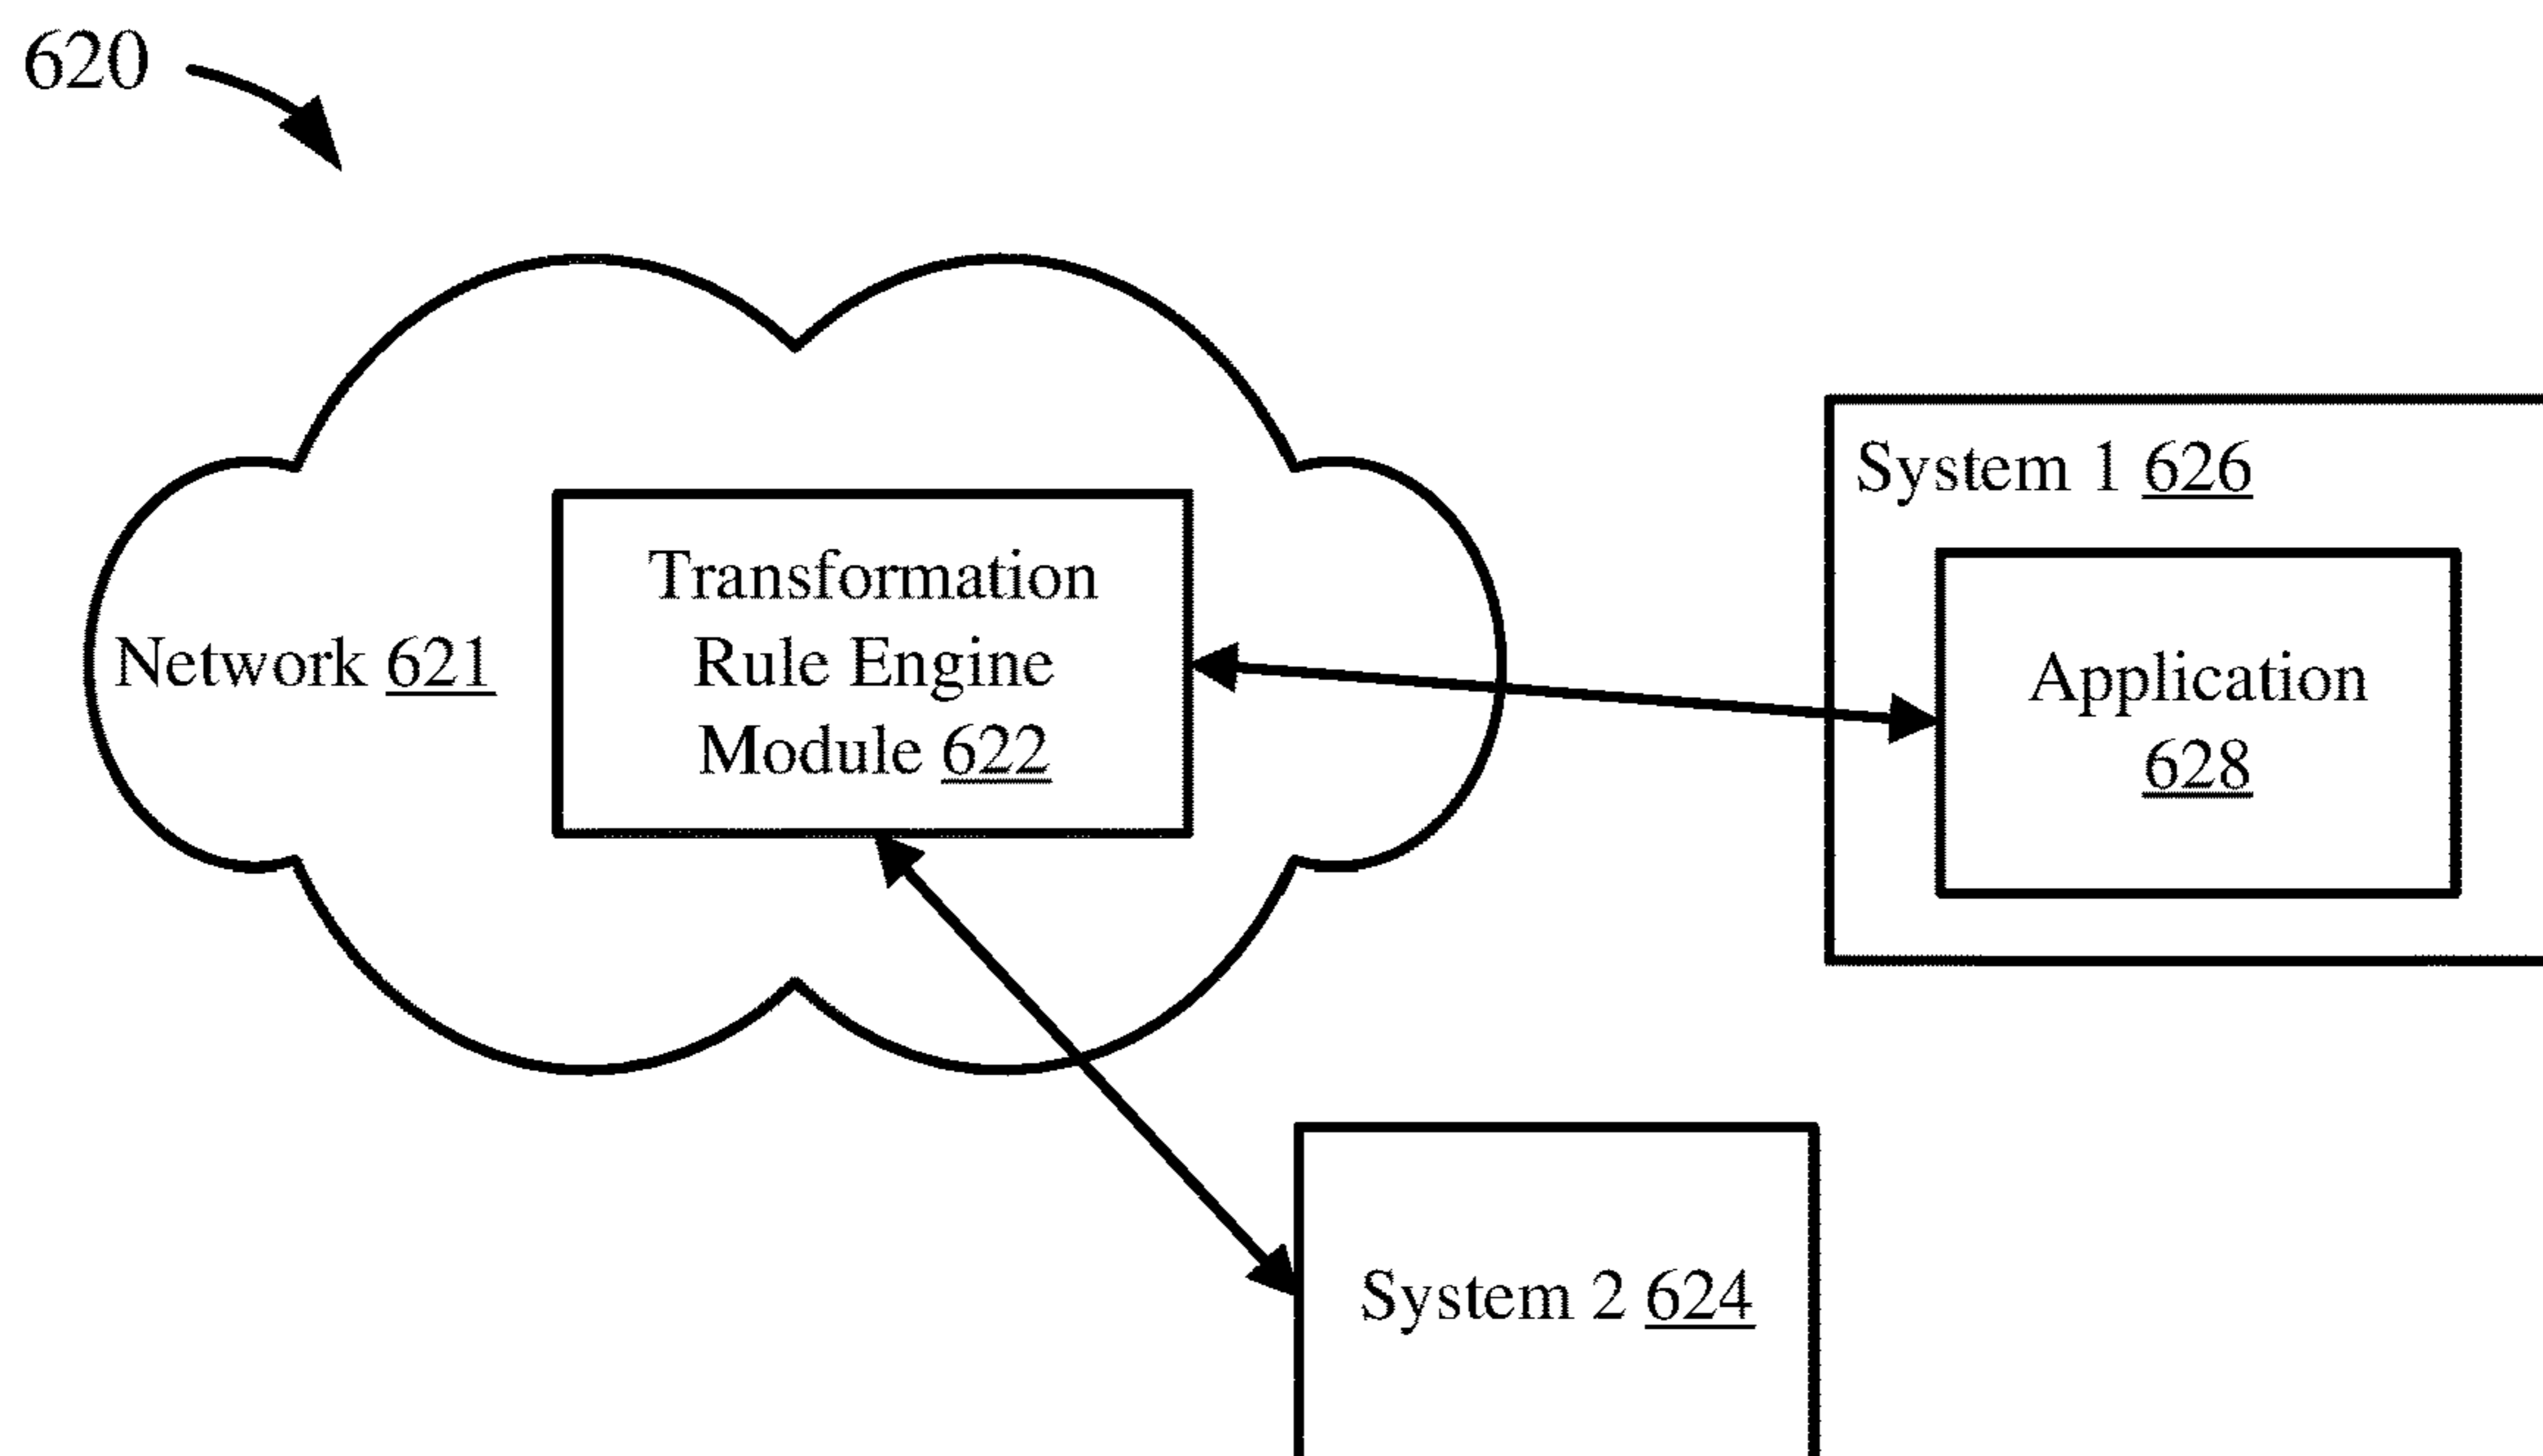 620
System 1 626
Transformation
Rule Engine
Module 622
Network 621
Application
628
System 2 624